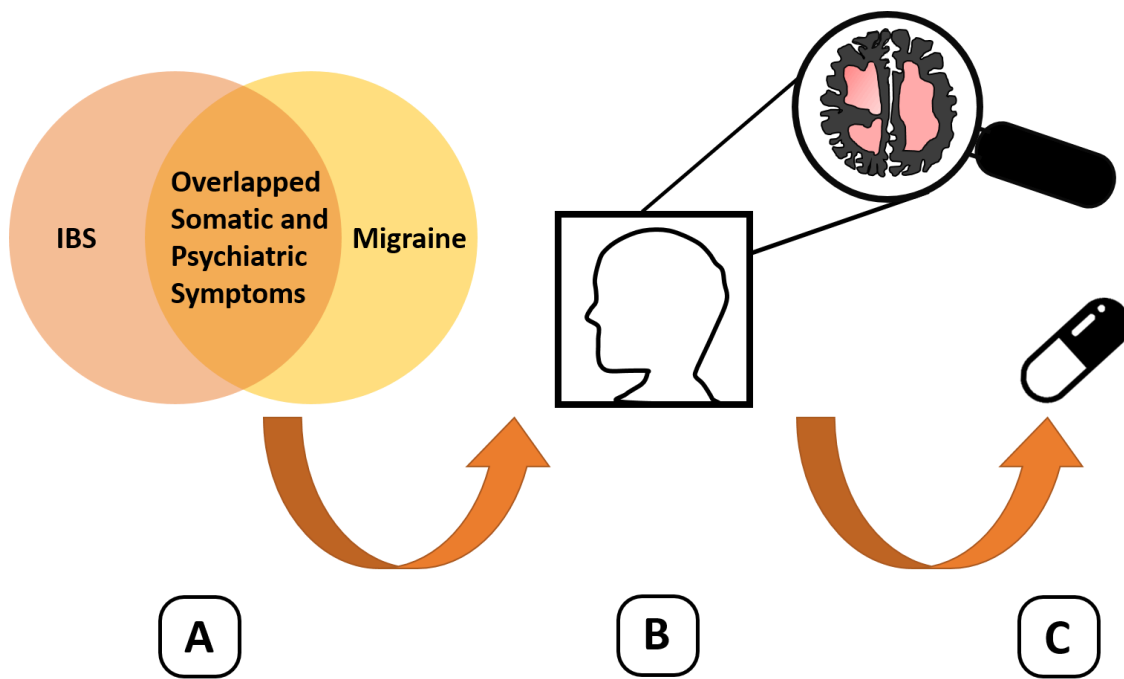 IBS
Overlapped
Somatic and
Psychiatric
Symptoms
Migraine
A
B
C